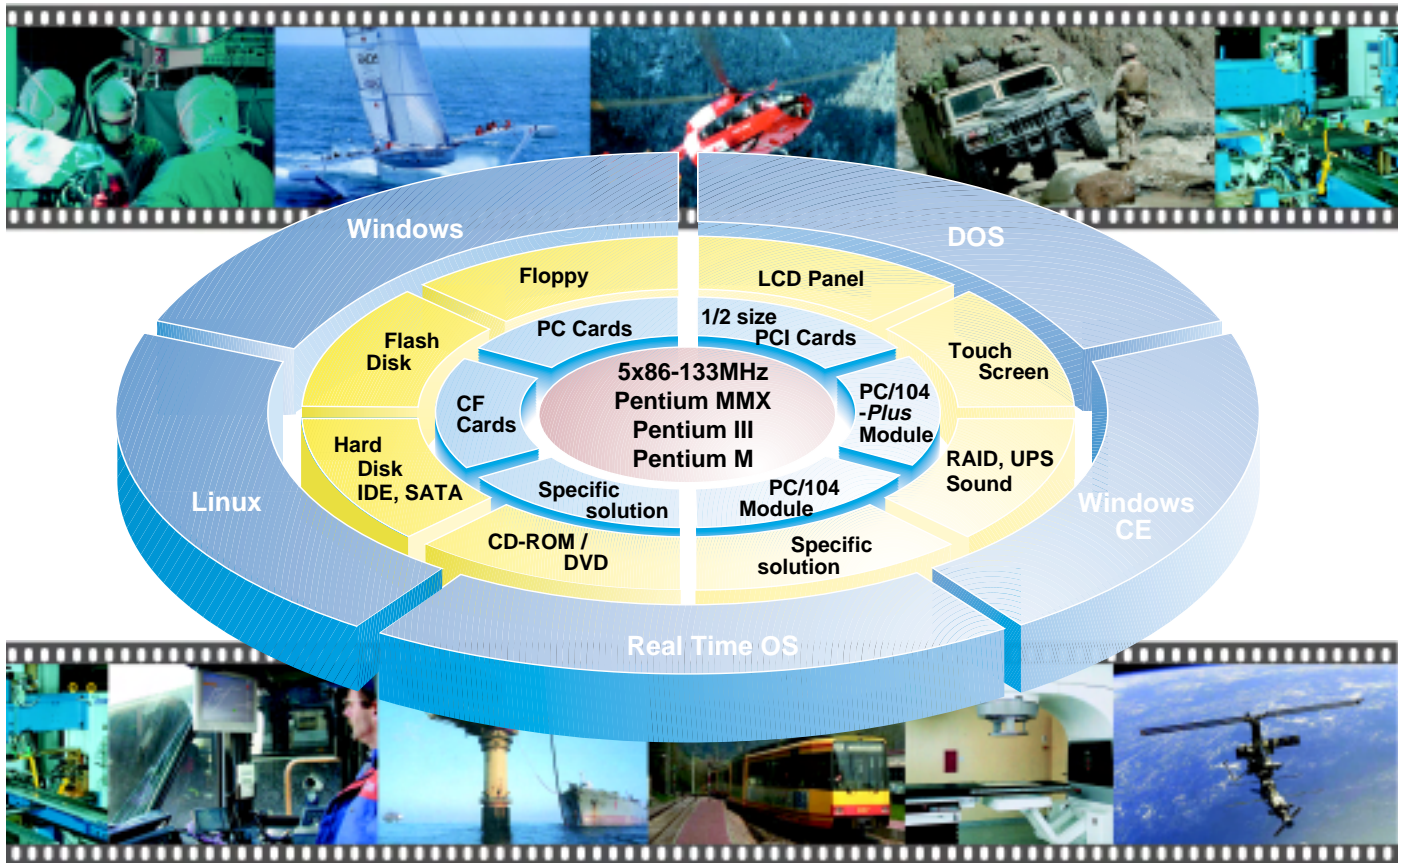 Windows
DOS
Floppy
LCD Panel
Flash
Disk
PC Cards
1/2 size
PCI Cards
Touch
Screen
5x86-133MHz
Pentium MMX
Pentium III
Pentium M
CF
Cards
PC/104
-Plus
Module
Hard
Disk
IDE, SATA
RAID, UPS
Sound
Linux
Specific
solution
PC/104
Module
Windows
CE
CD-ROM /
DVD
Specific
solution
Real Time OS